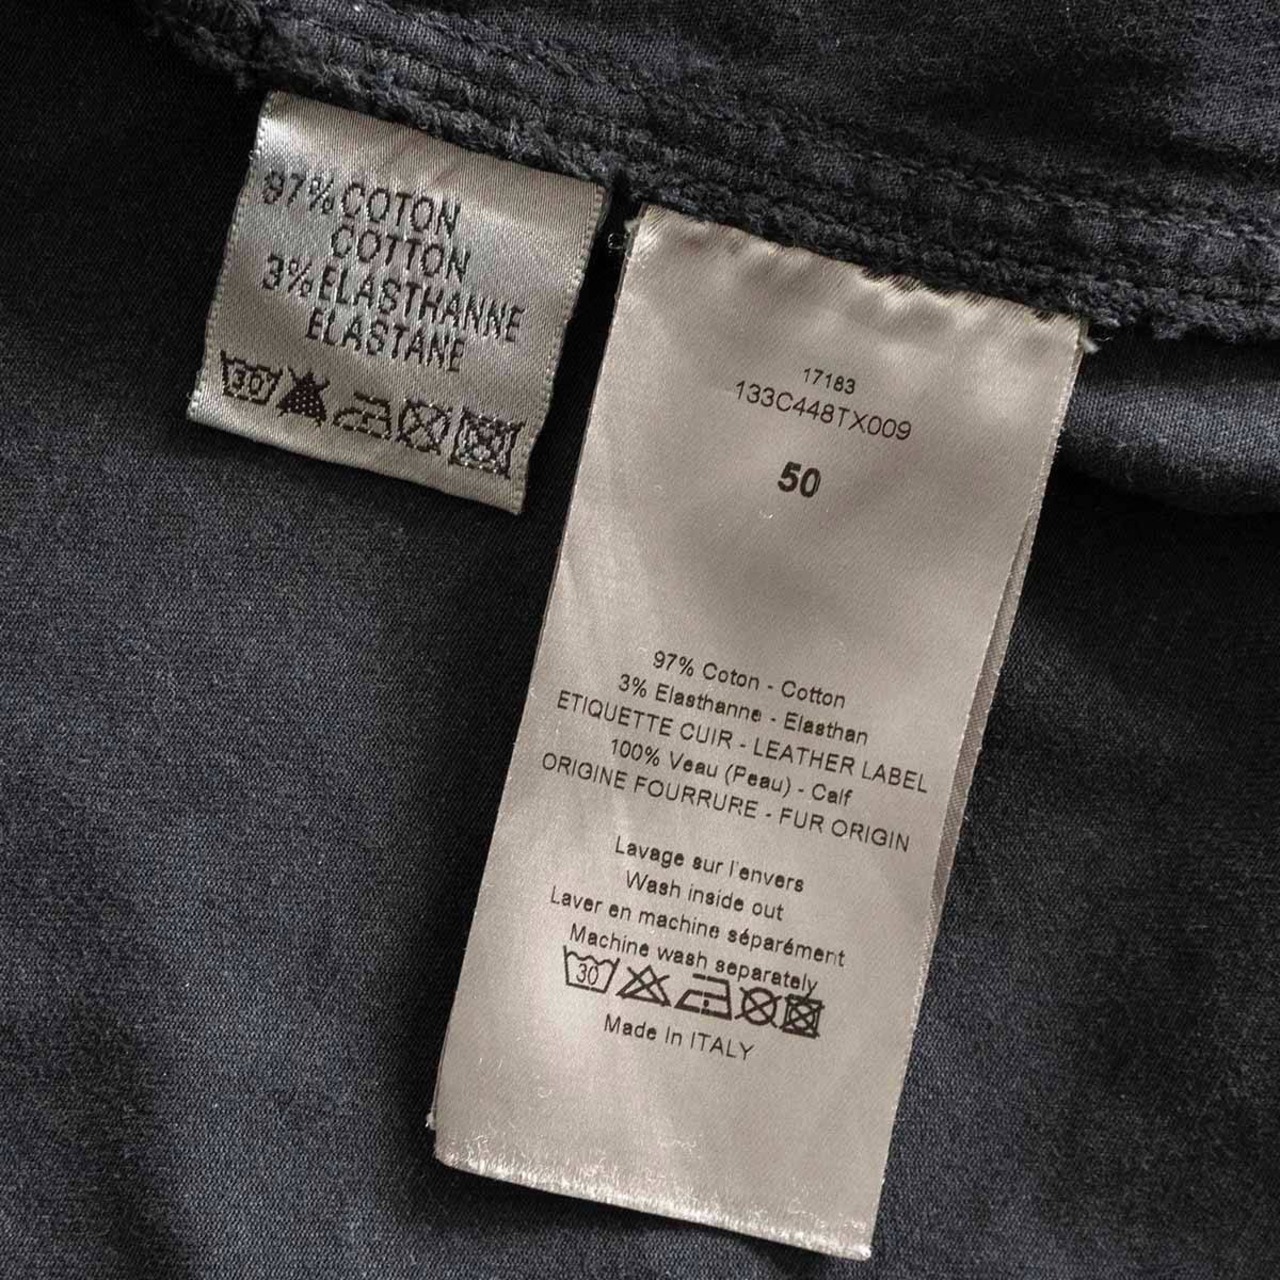 97% COTON
COTTON
3% ELASTHANNE
ELASTANE
30
17183
133C448TX009
50
97% Coton - Cotton
3% Elasthanne - Elasthan
ETIQUETTE CUIR - LEATHER LABEL
100% Veau (Peau) - Calf
ORIGINE FOURRURE - FUR ORIGIN
Lavage sur l'envers
Wash inside out
Laver en machine séparément
Machine wash separately
30
Made In ITALY